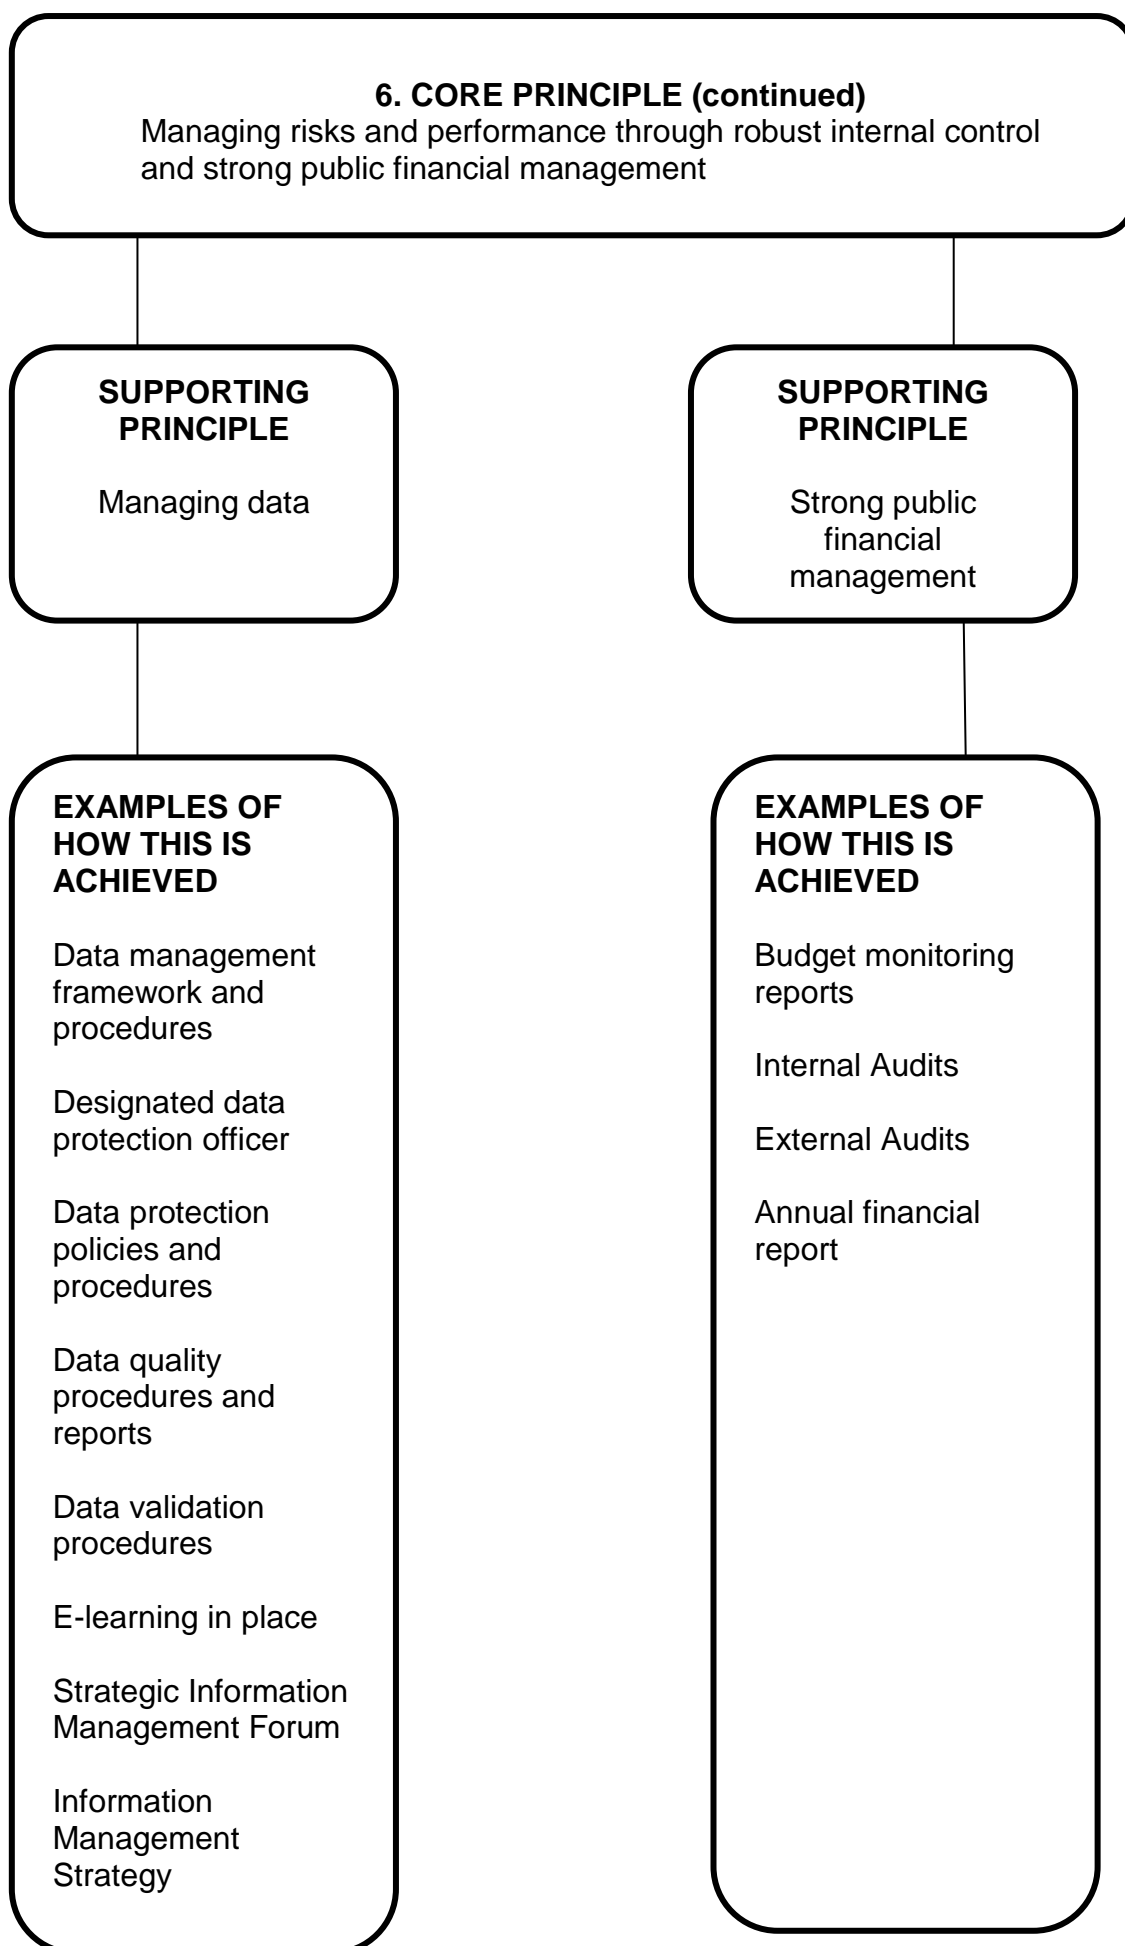 6. CORE PRINCIPLE (continued)
Managing risks and performance through robust internal control
and strong public financial management
SUPPORTING
PRINCIPLE
Managing data
SUPPORTING
PRINCIPLE
Strong public
financial
management
EXAMPLES OF
HOW THIS IS
ACHIEVED
Data management
framework and
procedures
Designated data
protection officer
Data protection
policies and
procedures
Data quality
procedures and
reports
Data validation
procedures
E-learning in place
Strategic Information
Management Forum
Information
Management
Strategy
EXAMPLES OF
HOW THIS IS
ACHIEVED
Budget monitoring
reports
Internal Audits
External Audits
Annual financial
report